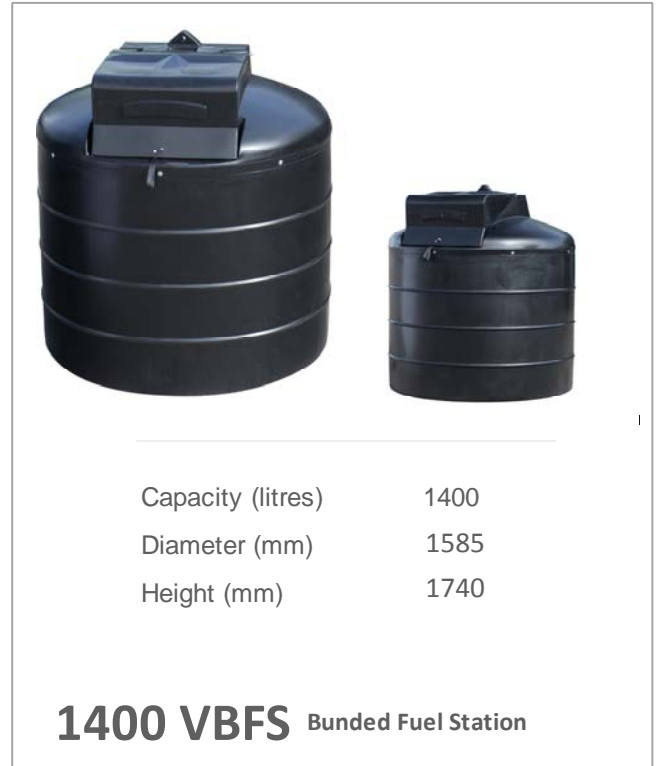 Capacity (litres) 1400
Diameter (mm) 1585
Height (mm) 1740
1400 VBFS Bunded Fuel Station